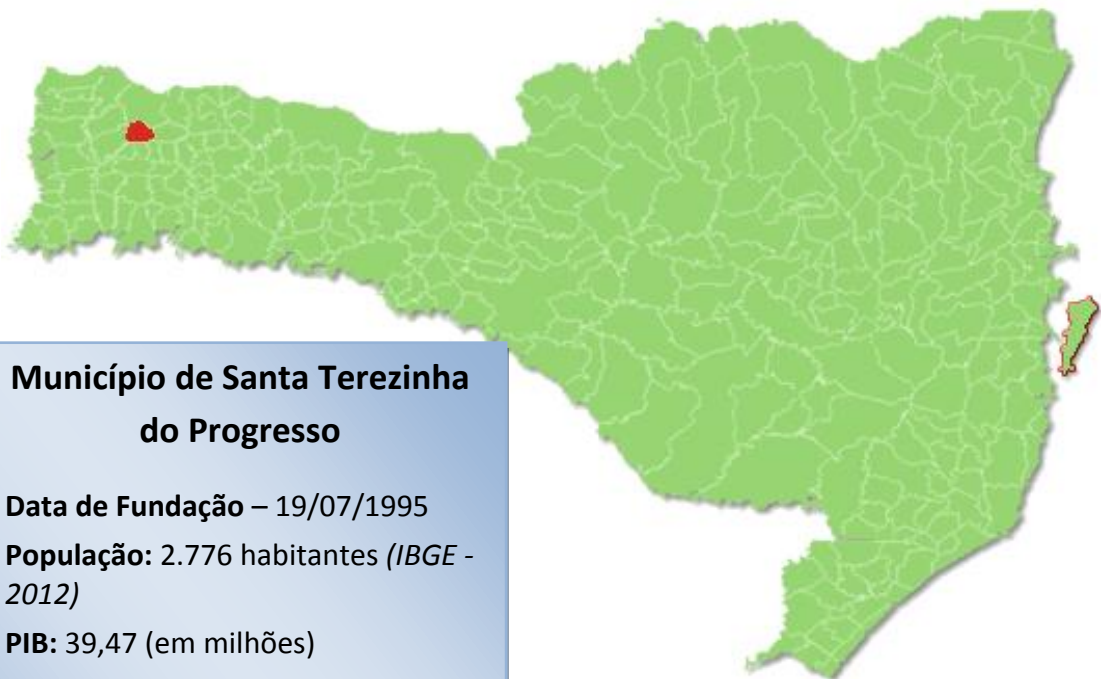 Município de Santa Terezinha
do Progresso
Data de Fundação – 19/07/1995
População: 2.776 habitantes (IBGE -
2012)
PIB: 39,47 (em milhões)